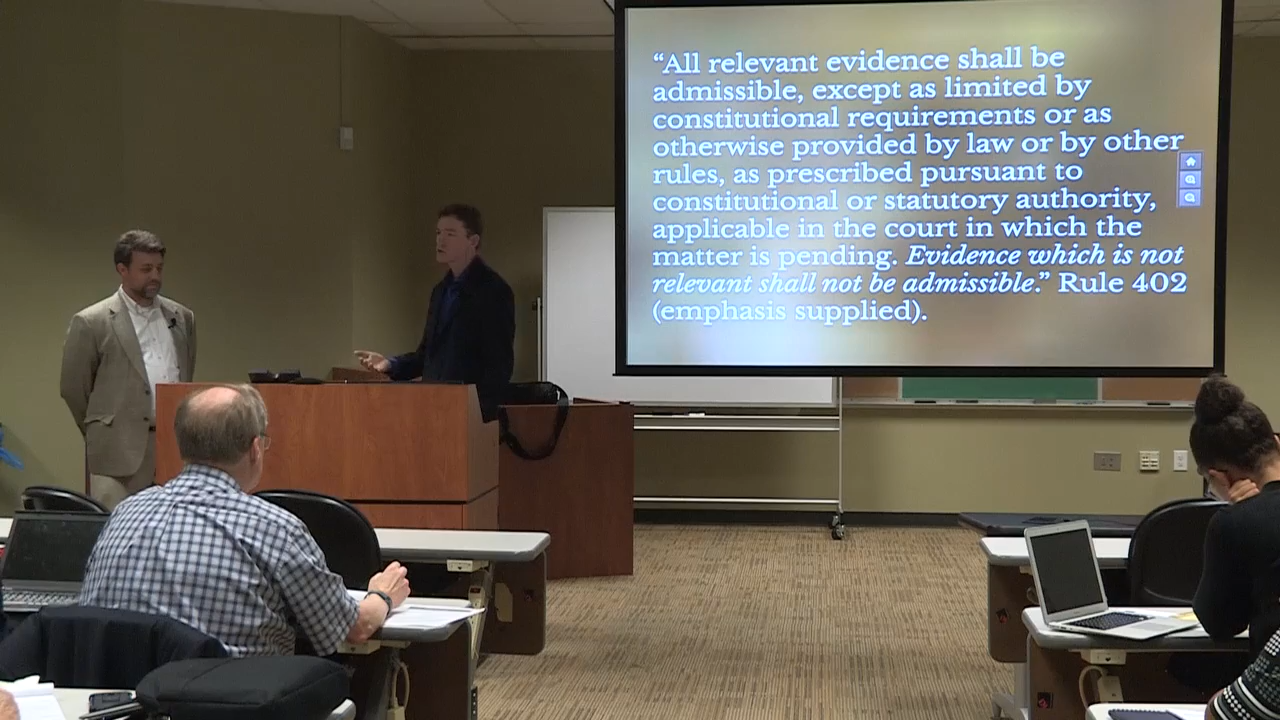 “All relevant evidence shall be
admissible, except as limited by
constitutional requirements or as
otherwise provided by law or by other
rules, as prescribed pursuant to
constitutional or statutory authority,
applicable in the court in which the
matter is pending. Evidence which is not
relevant shall not be admissible.” Rule 402
(emphasis supplied).